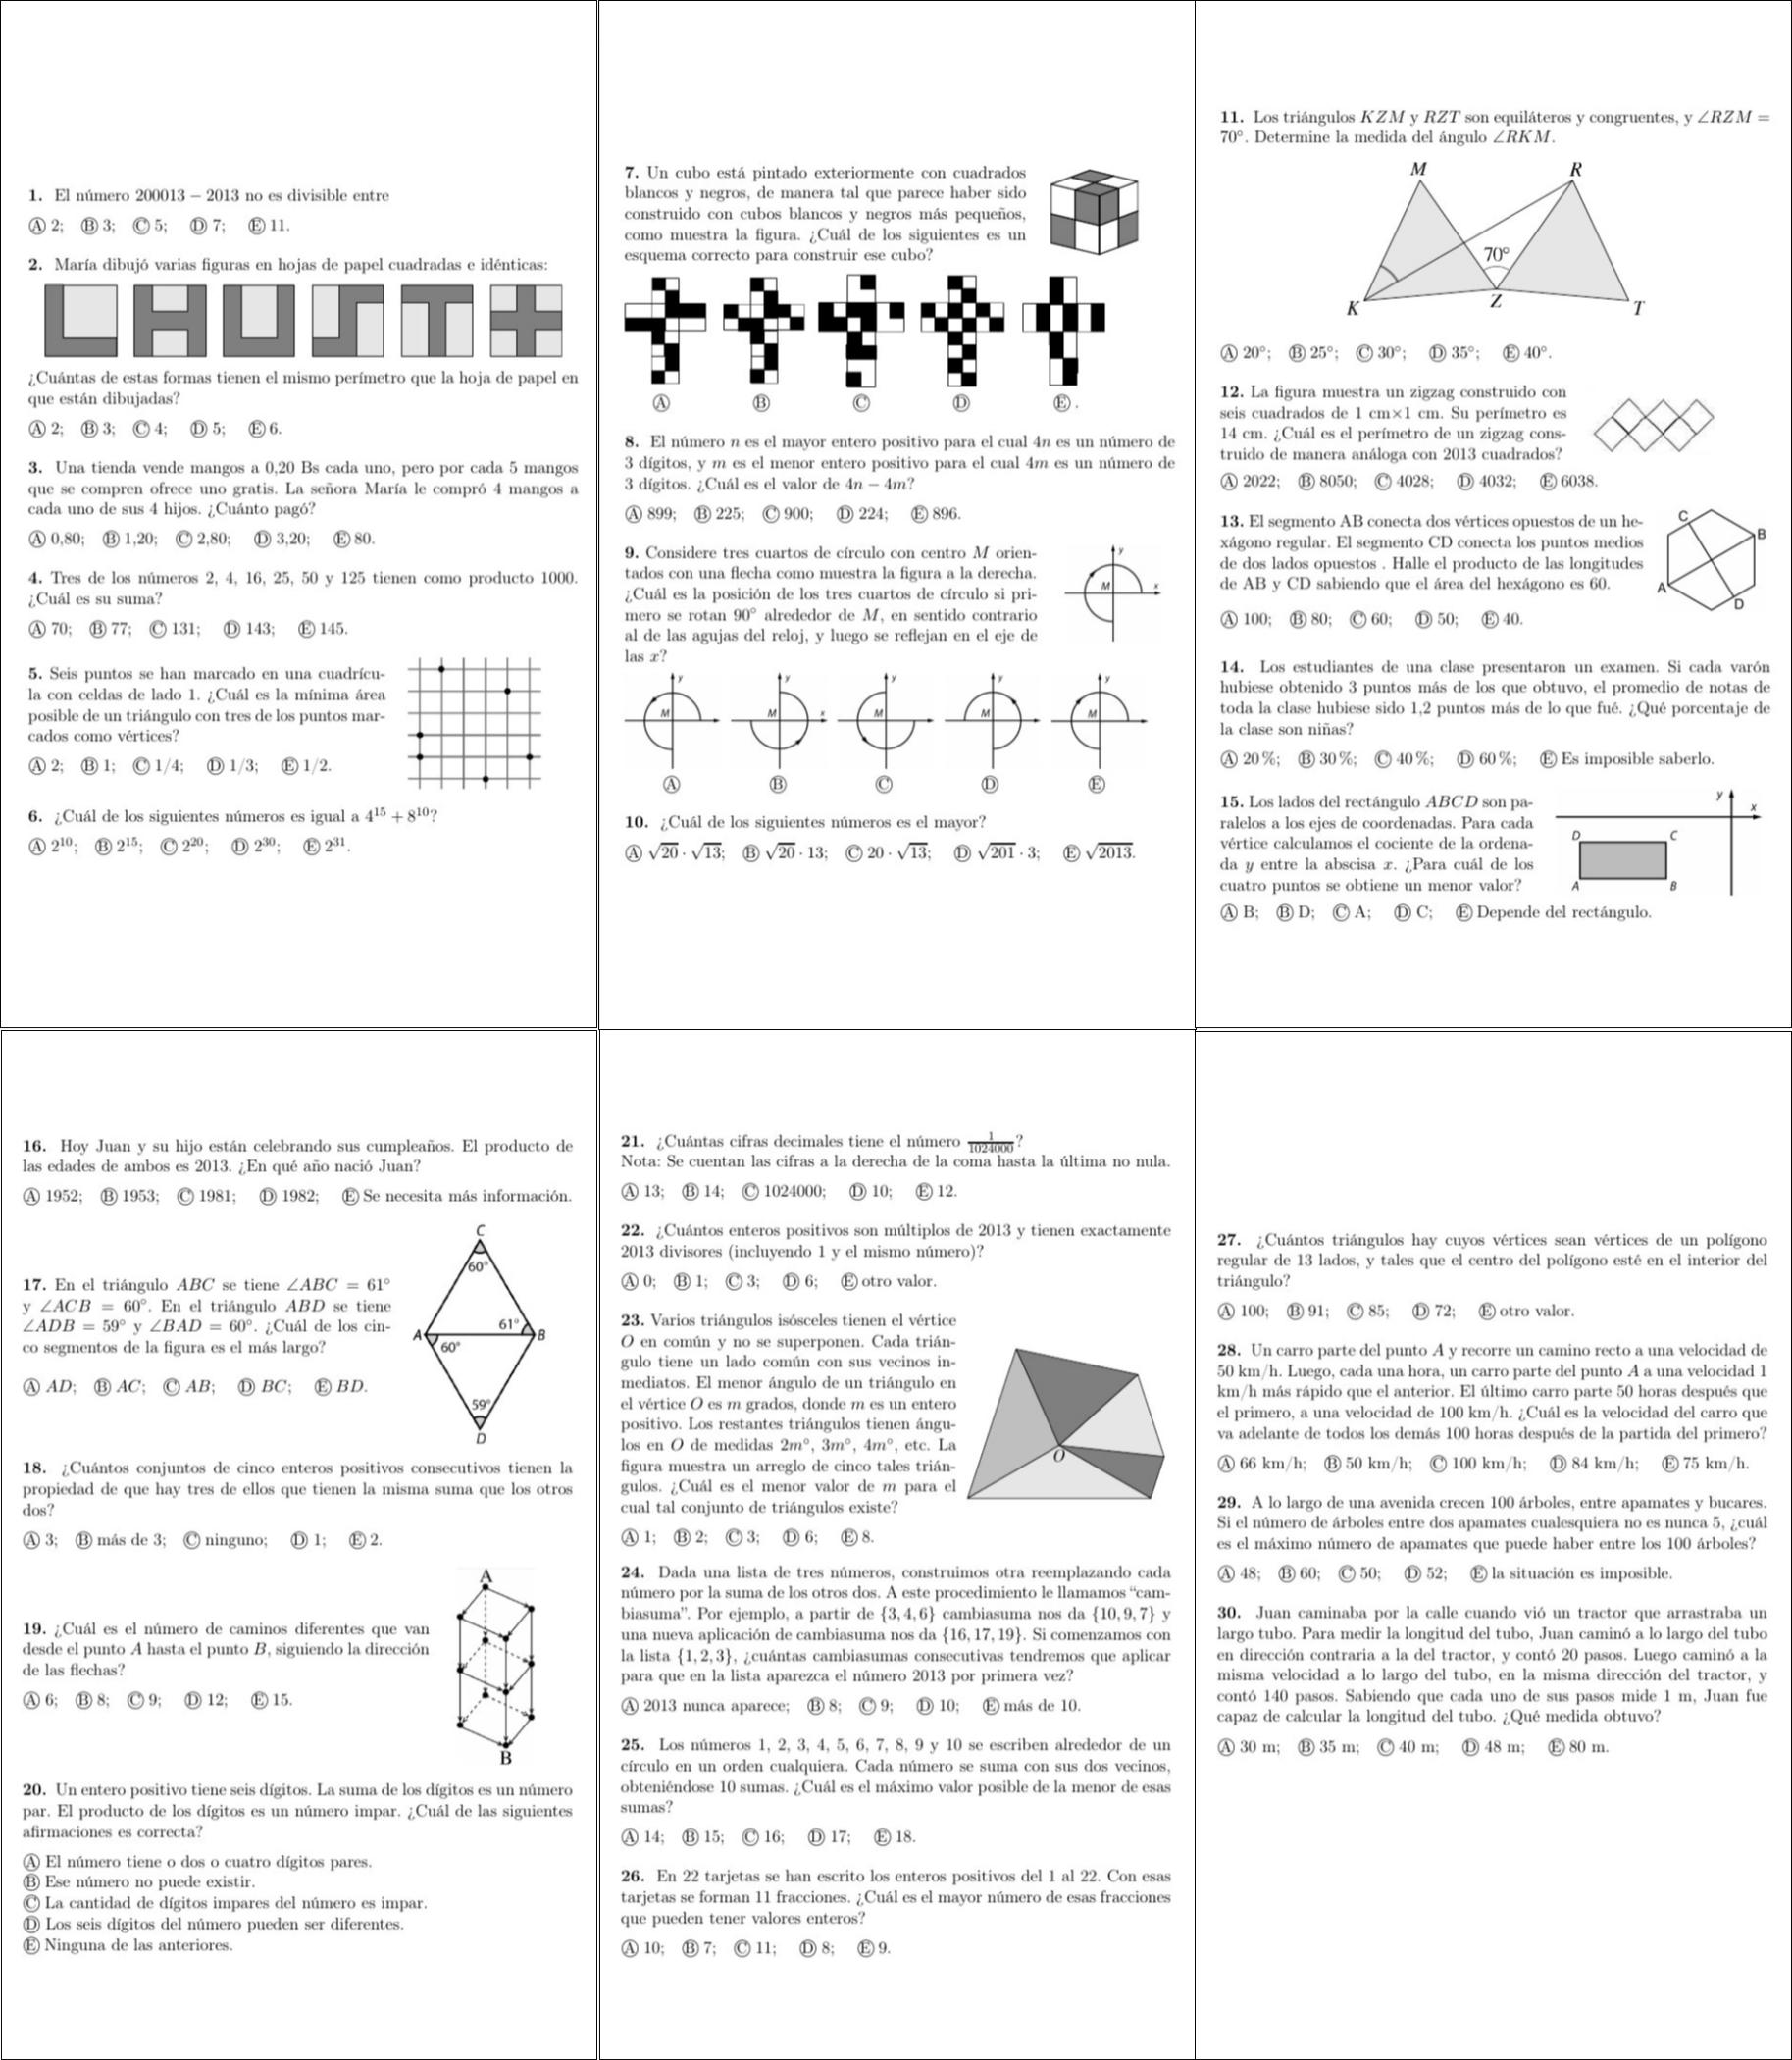 1. El número 200013 − 2013 no es divisible entre
Ⓐ 2; Ⓑ 3; Ⓒ 5; Ⓓ 7; Ⓔ 11.
2. María dibujó varias figuras en hojas de papel cuadradas e idénticas:
¿Cuántas de estas formas tienen el mismo perímetro que la hoja de papel en
que están dibujadas?
Ⓐ 2; Ⓑ 3; Ⓒ 4; Ⓓ 5; Ⓔ 6.
3. Una tienda vende mangos a 0,20 Bs cada uno, pero por cada 5 mangos
que se compren ofrece uno gratis. La señora María le compró 4 mangos a
cada uno de sus 4 hijos. ¿Cuánto pagó?
Ⓐ 0,80; Ⓑ 1,20; Ⓒ 2,80; Ⓓ 3,20; Ⓔ 80.
4. Tres de los números 2, 4, 16, 25, 50 y 125 tienen como producto 1000.
¿Cuál es su suma?
Ⓐ 70; Ⓑ 77; Ⓒ 131; Ⓓ 143; Ⓔ 145.
5. Seis puntos se han marcado en una cuadrícu-
la con celdas de lado 1. ¿Cuál es la mínima área
posible de un triángulo con tres de los puntos mar-
cados como vértices?
Ⓐ 2; Ⓑ 1; Ⓒ 1/4; Ⓓ 1/3; Ⓔ 1/2.
6. ¿Cuál de los siguientes números es igual a 4¹⁵ + 8¹⁰?
Ⓐ 2¹⁰; Ⓑ 2¹⁵; Ⓒ 2²⁰; Ⓓ 2³⁰; Ⓔ 2³¹.
7. Un cubo está pintado exteriormente con cuadrados
blancos y negros, de manera tal que parece haber sido
construido con cubos blancos y negros más pequeños,
como muestra la figura. ¿Cuál de los siguientes es un
esquema correcto para construir ese cubo?
Ⓐ Ⓑ Ⓒ Ⓓ Ⓔ .
8. El número n es el mayor entero positivo para el cual 4n es un número de
3 dígitos, y m es el menor entero positivo para el cual 4m es un número de
3 dígitos. ¿Cuál es el valor de 4n − 4m?
Ⓐ 899; Ⓑ 225; Ⓒ 900; Ⓓ 224; Ⓔ 896.
9. Considere tres cuartos de círculo con centro M orien-
tados con una flecha como muestra la figura a la derecha.
¿Cuál es la posición de los tres cuartos de círculo si pri-
mero se rotan 90° alrededor de M, en sentido contrario
al de las agujas del reloj, y luego se reflejan en el eje de
las x?
y
M x
y y y y y
M M x M M M
Ⓐ Ⓑ Ⓒ Ⓓ Ⓔ
10. ¿Cuál de los siguientes números es el mayor?
Ⓐ √20 · √13; Ⓑ √20 · 13; Ⓒ 20 · √13; Ⓓ √201 · 3; Ⓔ √2013.
11. Los triángulos KZM y RZT son equiláteros y congruentes, y ∠RZM =
70°. Determine la medida del ángulo ∠RKM.
M R
70°
K Z T
Ⓐ 20°; Ⓑ 25°; Ⓒ 30°; Ⓓ 35°; Ⓔ 40°.
12. La figura muestra un zigzag construido con
seis cuadrados de 1 cm×1 cm. Su perímetro es
14 cm. ¿Cuál es el perímetro de un zigzag cons-
truido de manera análoga con 2013 cuadrados?
Ⓐ 2022; Ⓑ 8050; Ⓒ 4028; Ⓓ 4032; Ⓔ 6038.
13. El segmento AB conecta dos vértices opuestos de un he-
xágono regular. El segmento CD conecta los puntos medios
de dos lados opuestos . Halle el producto de las longitudes
de AB y CD sabiendo que el área del hexágono es 60.
C
B
A
D
Ⓐ 100; Ⓑ 80; Ⓒ 60; Ⓓ 50; Ⓔ 40.
14. Los estudiantes de una clase presentaron un examen. Si cada varón
hubiese obtenido 3 puntos más de los que obtuvo, el promedio de notas de
toda la clase hubiese sido 1,2 puntos más de lo que fué. ¿Qué porcentaje de
la clase son niñas?
Ⓐ 20 %; Ⓑ 30 %; Ⓒ 40 %; Ⓓ 60 %; Ⓔ Es imposible saberlo.
15. Los lados del rectángulo ABCD son pa-
ralelos a los ejes de coordenadas. Para cada
vértice calculamos el cociente de la ordena-
da y entre la abscisa x. ¿Para cuál de los
cuatro puntos se obtiene un menor valor?
y
x
D C
A B
Ⓐ B; Ⓑ D; Ⓒ A; Ⓓ C; Ⓔ Depende del rectángulo.
16. Hoy Juan y su hijo están celebrando sus cumpleaños. El producto de
las edades de ambos es 2013. ¿En qué año nació Juan?
Ⓐ 1952; Ⓑ 1953; Ⓒ 1981; Ⓓ 1982; Ⓔ Se necesita más información.
17. En el triángulo ABC se tiene ∠ABC = 61°
y ∠ACB = 60°. En el triángulo ABD se tiene
∠ADB = 59° y ∠BAD = 60°. ¿Cuál de los cin-
co segmentos de la figura es el más largo?
C
60°
61°
A B
60°
59°
D
Ⓐ AD; Ⓑ AC; Ⓒ AB; Ⓓ BC; Ⓔ BD.
18. ¿Cuántos conjuntos de cinco enteros positivos consecutivos tienen la
propiedad de que hay tres de ellos que tienen la misma suma que los otros
dos?
Ⓐ 3; Ⓑ más de 3; Ⓒ ninguno; Ⓓ 1; Ⓔ 2.
19. ¿Cuál es el número de caminos diferentes que van
desde el punto A hasta el punto B, siguiendo la dirección
de las flechas?
A
B
Ⓐ 6; Ⓑ 8; Ⓒ 9; Ⓓ 12; Ⓔ 15.
20. Un entero positivo tiene seis dígitos. La suma de los dígitos es un número
par. El producto de los dígitos es un número impar. ¿Cuál de las siguientes
afirmaciones es correcta?
Ⓐ El número tiene o dos o cuatro dígitos pares.
Ⓑ Ese número no puede existir.
Ⓒ La cantidad de dígitos impares del número es impar.
Ⓓ Los seis dígitos del número pueden ser diferentes.
Ⓔ Ninguna de las anteriores.
21. ¿Cuántas cifras decimales tiene el número 1/1024000?
Nota: Se cuentan las cifras a la derecha de la coma hasta la última no nula.
Ⓐ 13; Ⓑ 14; Ⓒ 1024000; Ⓓ 10; Ⓔ 12.
22. ¿Cuántos enteros positivos son múltiplos de 2013 y tienen exactamente
2013 divisores (incluyendo 1 y el mismo número)?
Ⓐ 0; Ⓑ 1; Ⓒ 3; Ⓓ 6; Ⓔ otro valor.
23. Varios triángulos isósceles tienen el vértice
O en común y no se superponen. Cada trián-
gulo tiene un lado común con sus vecinos in-
mediatos. El menor ángulo de un triángulo en
el vértice O es m grados, donde m es un entero
positivo. Los restantes triángulos tienen ángu-
los en O de medidas 2m°, 3m°, 4m°, etc. La
figura muestra un arreglo de cinco tales trián-
gulos. ¿Cuál es el menor valor de m para el
cual tal conjunto de triángulos existe?
O
Ⓐ 1; Ⓑ 2; Ⓒ 3; Ⓓ 6; Ⓔ 8.
24. Dada una lista de tres números, construimos otra reemplazando cada
número por la suma de los otros dos. A este procedimiento le llamamos “cam-
biasuma”. Por ejemplo, a partir de {3, 4, 6} cambiasuma nos da {10, 9, 7} y
una nueva aplicación de cambiasuma nos da {16, 17, 19}. Si comenzamos con
la lista {1, 2, 3}, ¿cuántas cambiasumas consecutivas tendremos que aplicar
para que en la lista aparezca el número 2013 por primera vez?
Ⓐ 2013 nunca aparece; Ⓑ 8; Ⓒ 9; Ⓓ 10; Ⓔ más de 10.
25. Los números 1, 2, 3, 4, 5, 6, 7, 8, 9 y 10 se escriben alrededor de un
círculo en un orden cualquiera. Cada número se suma con sus dos vecinos,
obteniéndose 10 sumas. ¿Cuál es el máximo valor posible de la menor de esas
sumas?
Ⓐ 14; Ⓑ 15; Ⓒ 16; Ⓓ 17; Ⓔ 18.
26. En 22 tarjetas se han escrito los enteros positivos del 1 al 22. Con esas
tarjetas se forman 11 fracciones. ¿Cuál es el mayor número de esas fracciones
que pueden tener valores enteros?
Ⓐ 10; Ⓑ 7; Ⓒ 11; Ⓓ 8; Ⓔ 9.
27. ¿Cuántos triángulos hay cuyos vértices sean vértices de un polígono
regular de 13 lados, y tales que el centro del polígono esté en el interior del
triángulo?
Ⓐ 100; Ⓑ 91; Ⓒ 85; Ⓓ 72; Ⓔ otro valor.
28. Un carro parte del punto A y recorre un camino recto a una velocidad de
50 km/h. Luego, cada una hora, un carro parte del punto A a una velocidad 1
km/h más rápido que el anterior. El último carro parte 50 horas después que
el primero, a una velocidad de 100 km/h. ¿Cuál es la velocidad del carro que
va adelante de todos los demás 100 horas después de la partida del primero?
Ⓐ 66 km/h; Ⓑ 50 km/h; Ⓒ 100 km/h; Ⓓ 84 km/h; Ⓔ 75 km/h.
29. A lo largo de una avenida crecen 100 árboles, entre apamates y bucares.
Si el número de árboles entre dos apamates cualesquiera no es nunca 5, ¿cuál
es el máximo número de apamates que puede haber entre los 100 árboles?
Ⓐ 48; Ⓑ 60; Ⓒ 50; Ⓓ 52; Ⓔ la situación es imposible.
30. Juan caminaba por la calle cuando vió un tractor que arrastraba un
largo tubo. Para medir la longitud del tubo, Juan caminó a lo largo del tubo
en dirección contraria a la del tractor, y contó 20 pasos. Luego caminó a la
misma velocidad a lo largo del tubo, en la misma dirección del tractor, y
contó 140 pasos. Sabiendo que cada uno de sus pasos mide 1 m, Juan fue
capaz de calcular la longitud del tubo. ¿Qué medida obtuvo?
Ⓐ 30 m; Ⓑ 35 m; Ⓒ 40 m; Ⓓ 48 m; Ⓔ 80 m.